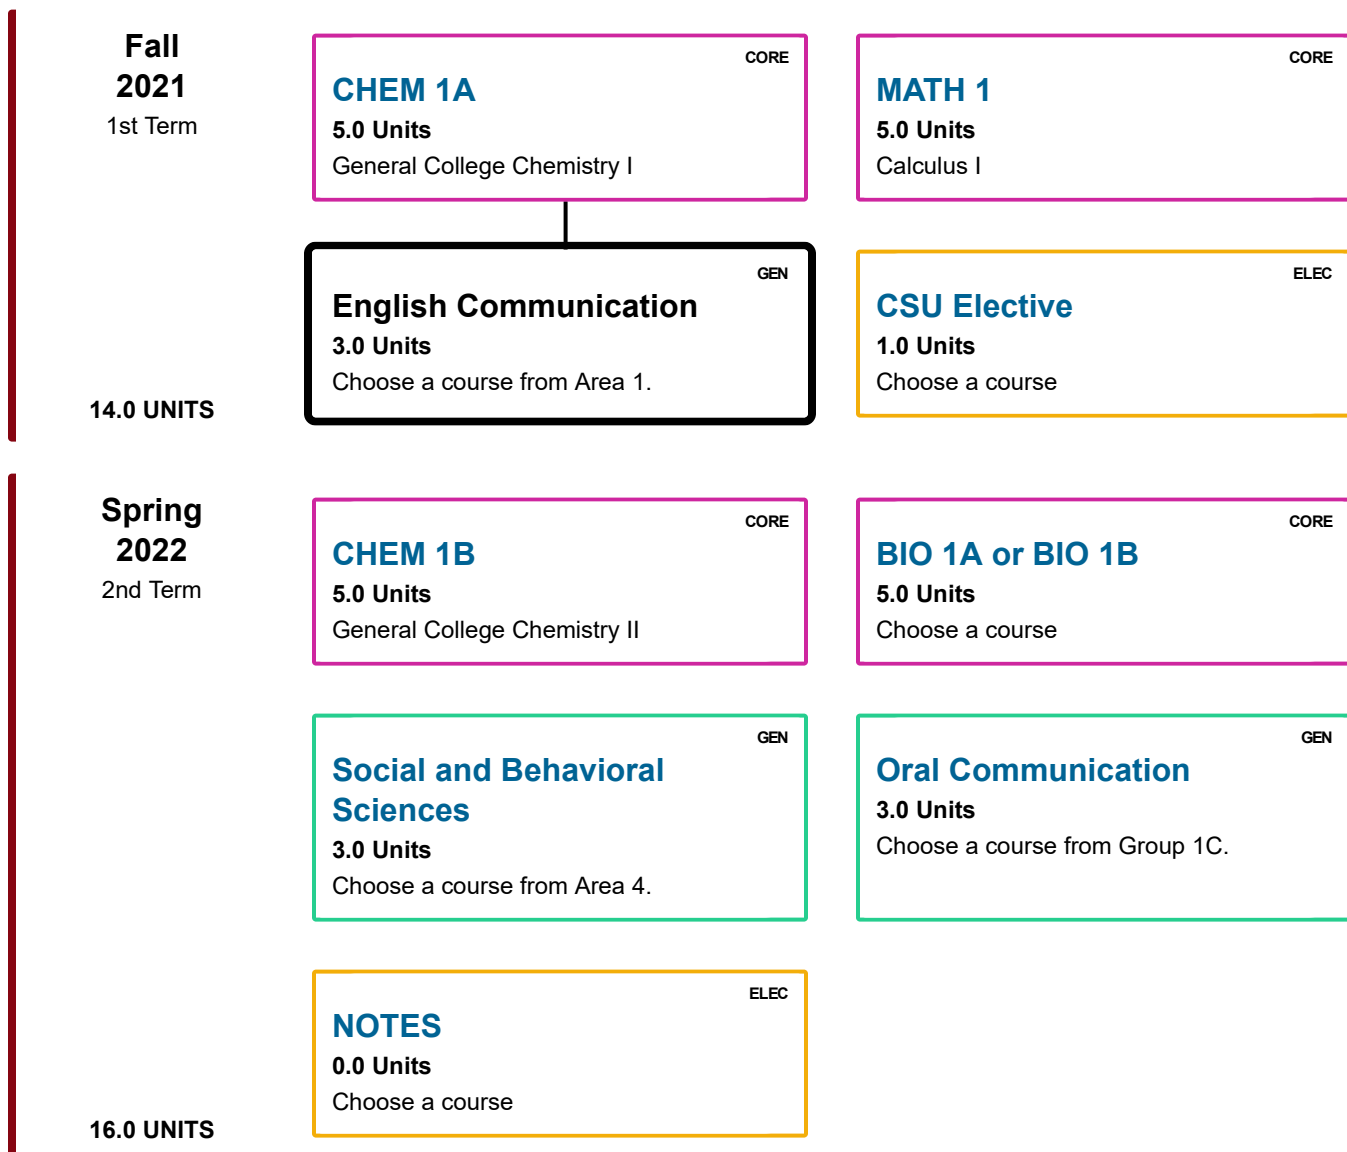 Fall
2021
1st Term
14.0 UNITS
CORE
CHEM 1A
5.0 Units
General College Chemistry I
CORE
MATH 1
5.0 Units
Calculus I
GEN
English Communication
3.0 Units
Choose a course from Area 1.
ELEC
CSU Elective
1.0 Units
Choose a course
Spring
2022
2nd Term
16.0 UNITS
CORE
CHEM 1B
5.0 Units
General College Chemistry II
CORE
BIO 1A or BIO 1B
5.0 Units
Choose a course
GEN
Social and Behavioral
Sciences
3.0 Units
Choose a course from Area 4.
GEN
Oral Communication
3.0 Units
Choose a course from Group 1C.
ELEC
NOTES
0.0 Units
Choose a course